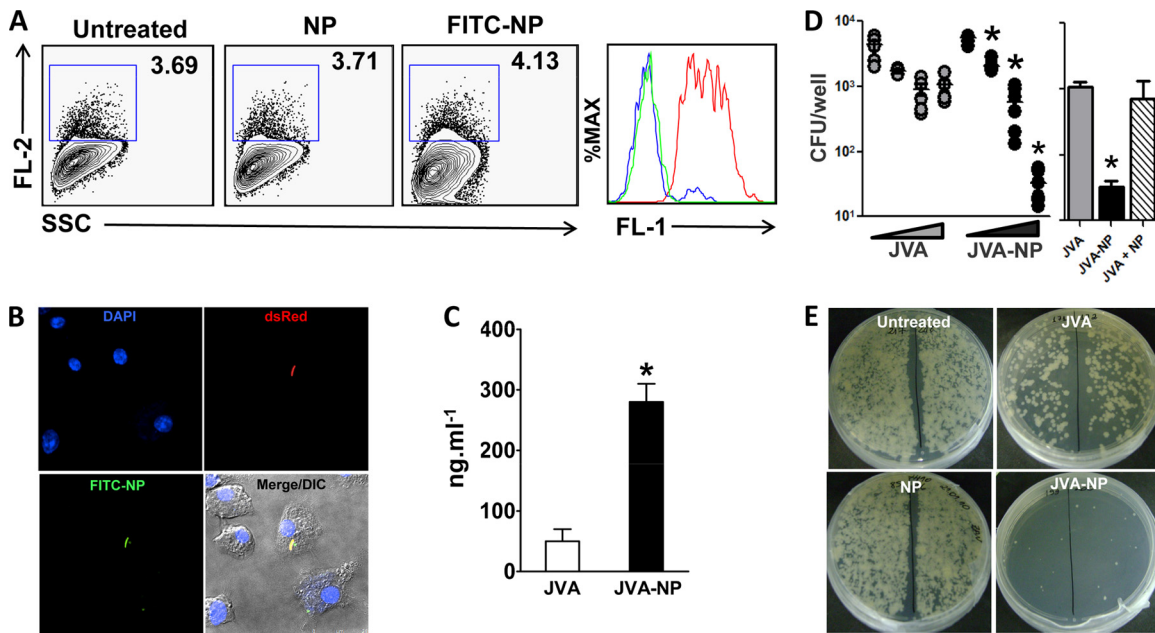 A
Untreated
NP
FITC-NP
3.69
3.71
4.13
FL-2
SSC
%MAX
FL-1
B
DAPI
dsRed
FITC-NP
Merge/DIC
C
400
300
200
100
0
ng.ml⁻¹
*
JVA
JVA-NP
D
10⁴
10³
10²
10¹
CFU/well
*
*
*
*
JVA
JVA-NP
JVA
JVA-NP
JVA + NP
E
Untreated
JVA
NP
JVA-NP